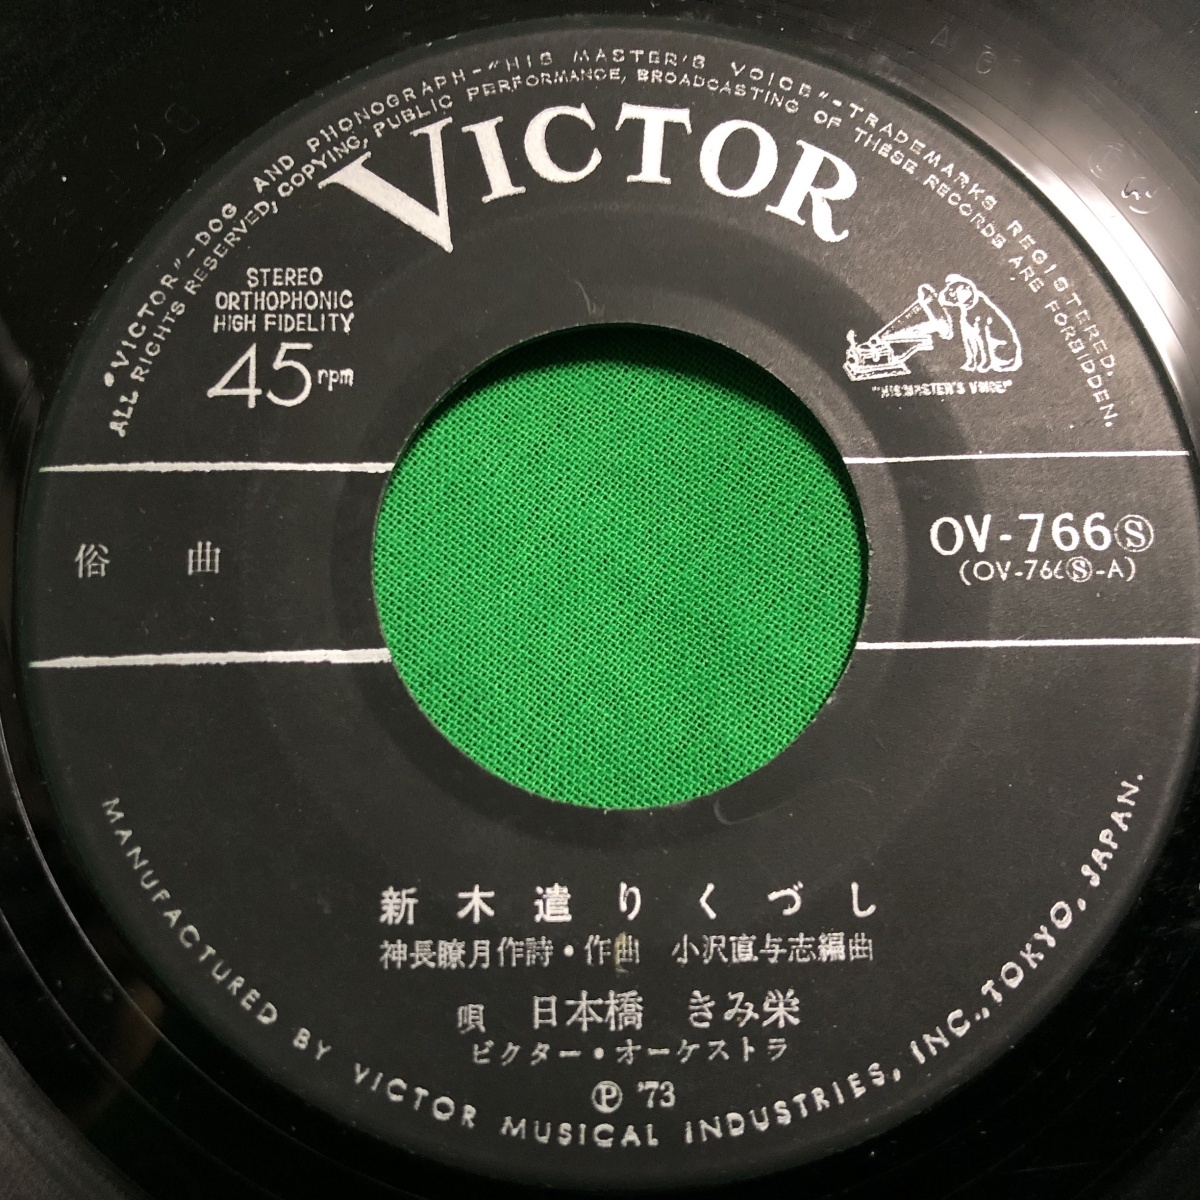 "VICTOR"-DOG AND PHONOGRAPH-"HIS MASTER'S VOICE"-TRADEMARKS REGISTERED.
ALL RIGHTS RESERVED, COPYING, PUBLIC PERFORMANCE, BROADCASTING OF THESE RECORDS ARE FORBIDDEN.
VICTOR
STEREO
ORTHOPHONIC
HIGH FIDELITY
45 rpm
"HIS MASTER'S VOICE"
俗 曲
OV-766Ⓢ
(OV-766Ⓢ-A)
新木遣りくづし
神長瞭月作詩・作曲 小沢直与志編曲
唄 日本橋 きみ栄
ビクター・オーケストラ
Ⓟ '73
MANUFACTURED BY VICTOR MUSICAL INDUSTRIES, INC., TOKYO, JAPAN.